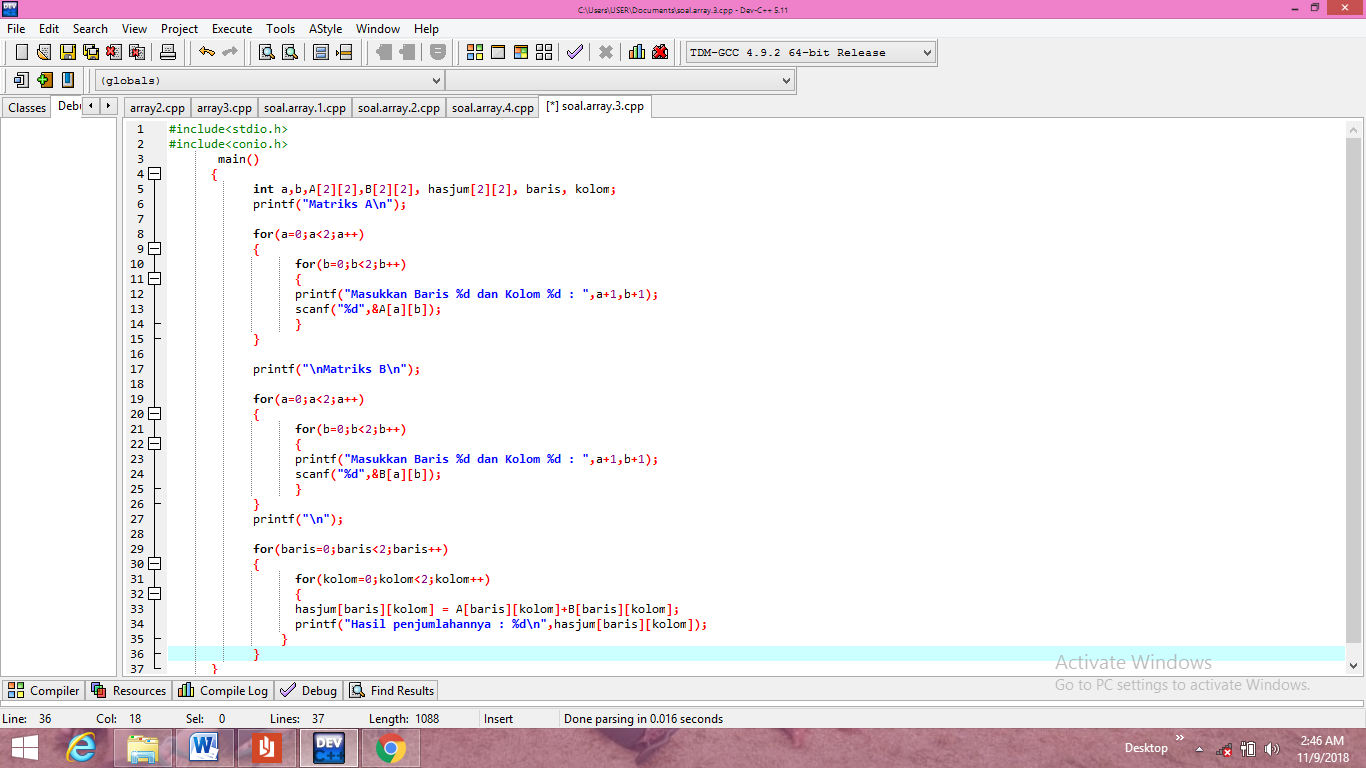 C:\Users\USER\Documents\soal.array.3.cpp - Dev-C++ 5.11
File Edit Search View Project Execute Tools AStyle Window Help
TDM-GCC 4.9.2 64-bit Release
(globals)
Classes Debu array2.cpp array3.cpp soal.array.1.cpp soal.array.2.cpp soal.array.4.cpp [*] soal.array.3.cpp
1 #include<stdio.h>
2 #include<conio.h>
3 main()
4 {
5 int a,b,A[2][2],B[2][2], hasjum[2][2], baris, kolom;
6 printf("Matriks A\n");
7
8 for(a=0;a<2;a++)
9 {
10 for(b=0;b<2;b++)
11 {
12 printf("Masukkan Baris %d dan Kolom %d : ",a+1,b+1);
13 scanf("%d",&A[a][b]);
14 }
15 }
16
17 printf("\nMatriks B\n");
18
19 for(a=0;a<2;a++)
20 {
21 for(b=0;b<2;b++)
22 {
23 printf("Masukkan Baris %d dan Kolom %d : ",a+1,b+1);
24 scanf("%d",&B[a][b]);
25 }
26 }
27 printf("\n");
28
29 for(baris=0;baris<2;baris++)
30 {
31 for(kolom=0;kolom<2;kolom++)
32 {
33 hasjum[baris][kolom] = A[baris][kolom]+B[baris][kolom];
34 printf("Hasil penjumlahannya : %d\n",hasjum[baris][kolom]);
35 }
36 }
37 }
Activate Windows
Go to PC settings to activate Windows.
Compiler Resources Compile Log Debug Find Results
Line: 36 Col: 18 Sel: 0 Lines: 37 Length: 1088 Insert Done parsing in 0.016 seconds
DEV C++
Desktop
2:46 AM
11/9/2018